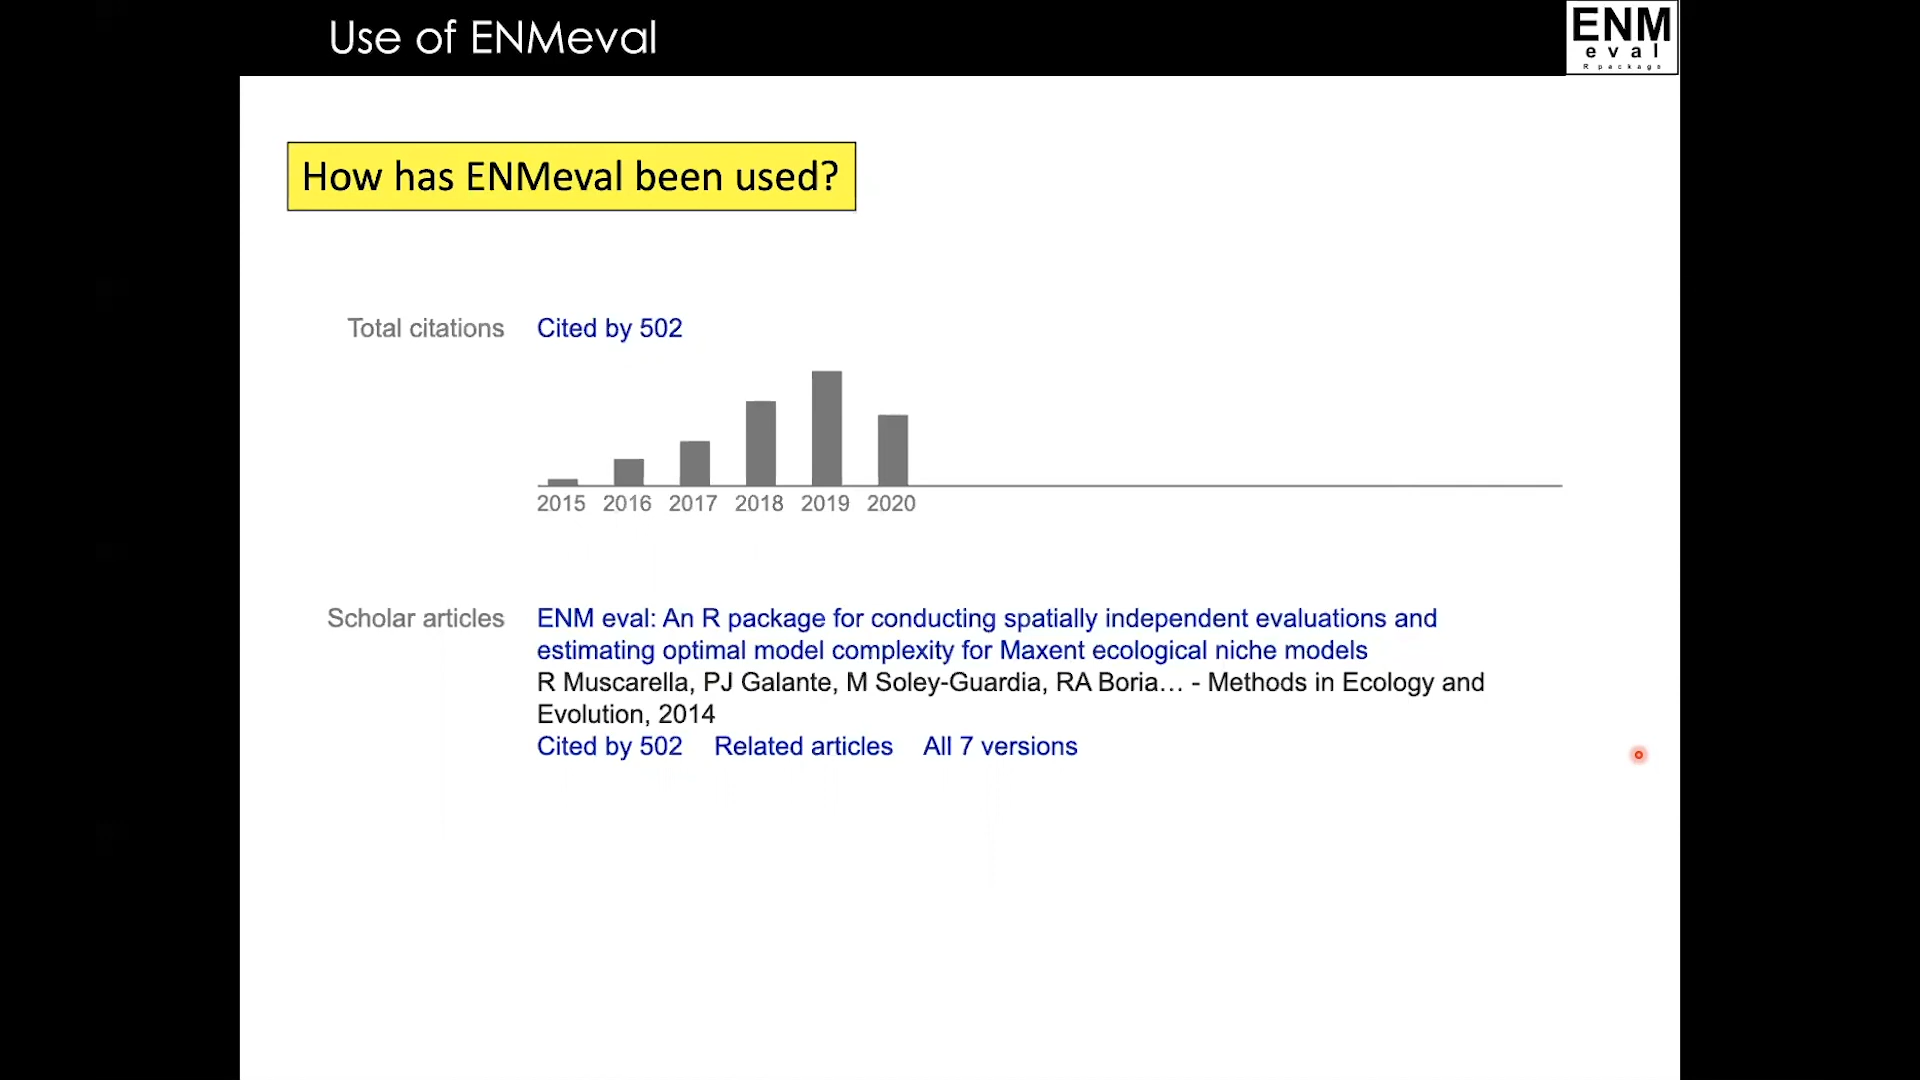 Use of ENMeval
ENM
eval
R package
How has ENMeval been used?
Total citations
Cited by 502
2015 2016 2017 2018 2019 2020
Scholar articles
ENM eval: An R package for conducting spatially independent evaluations and
estimating optimal model complexity for Maxent ecological niche models
R Muscarella, PJ Galante, M Soley-Guardia, RA Boria… - Methods in Ecology and
Evolution, 2014
Cited by 502 Related articles All 7 versions